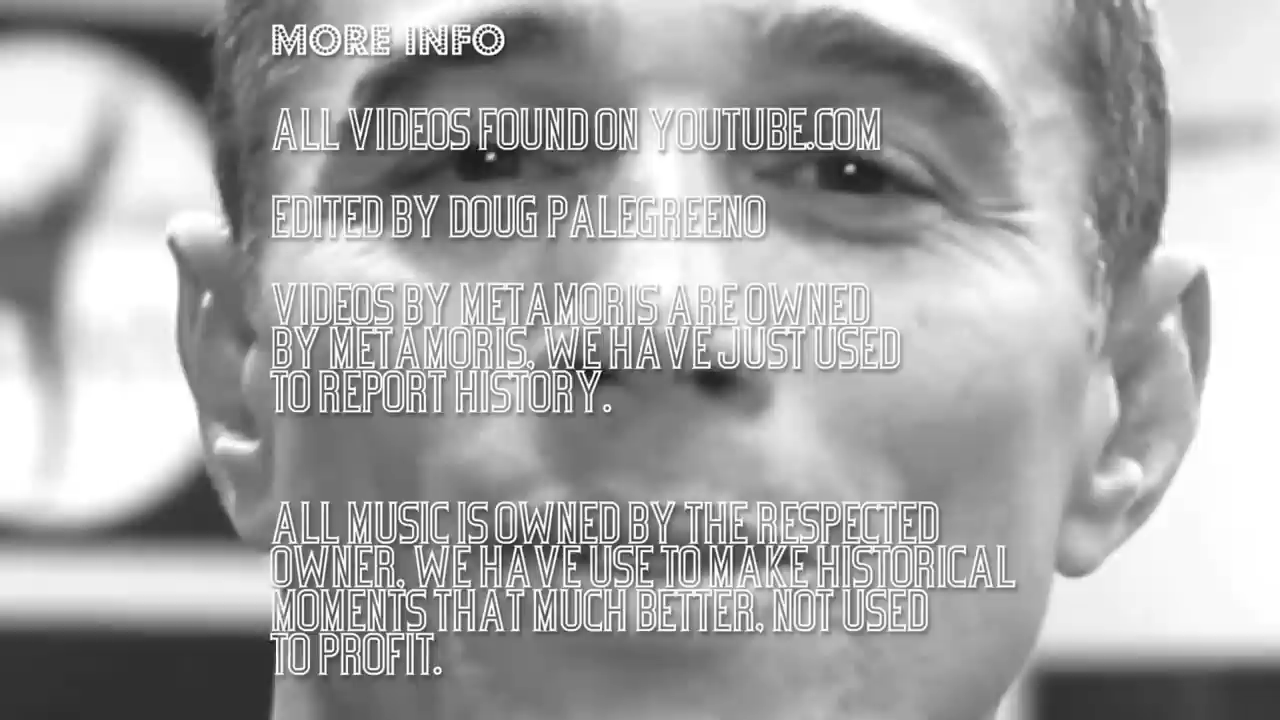 MORE INFO
ALL VIDEOS FOUND ON YOUTUBE.COM
EDITED BY DOUG PALEGREENO
VIDEOS BY METAMORIS ARE OWNED
BY METAMORIS, WE HAVE JUST USED
TO REPORT HISTORY.
ALL MUSIC IS OWNED BY THE RESPECTED
OWNER, WE HAVE USE TO MAKE HISTORICAL
MOMENTS THAT MUCH BETTER, NOT USED
TO PROFIT.